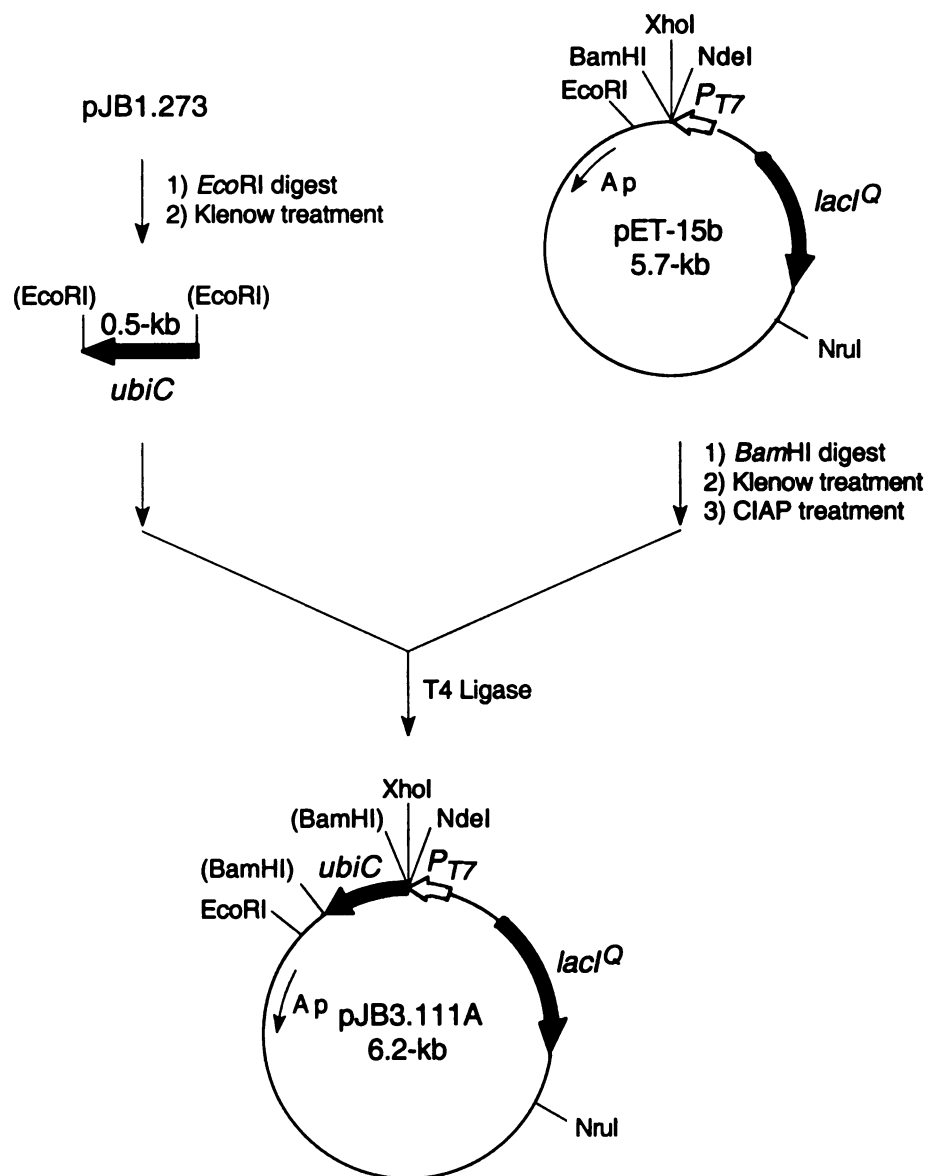 pJB1.273
1) EcoRI digest
2) Klenow treatment
(EcoRI)
(EcoRI)
0.5-kb
ubiC
XhoI
BamHI
NdeI
EcoRI
PT7
Ap
lacIQ
pET-15b
5.7-kb
NruI
1) BamHI digest
2) Klenow treatment
3) CIAP treatment
T4 Ligase
XhoI
(BamHI)
NdeI
ubiC
PT7
(BamHI)
EcoRI
lacIQ
Ap
pJB3.111A
6.2-kb
NruI